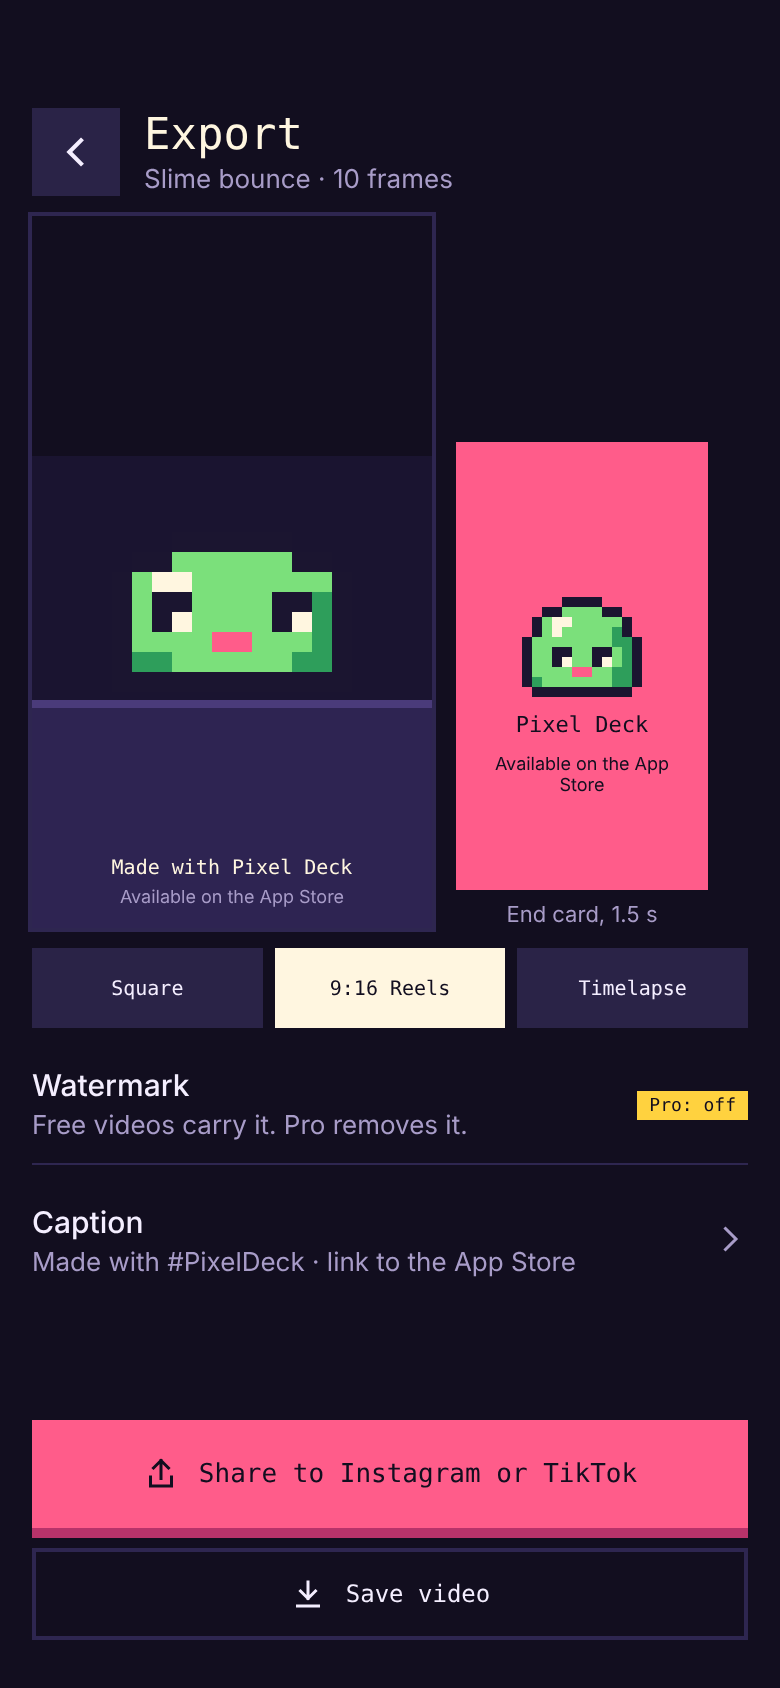 Export
Slime bounce · 10 frames
Made with Pixel Deck
Available on the App Store
Pixel Deck
Available on the App
Store
End card, 1.5 s
Square
9:16 Reels
Timelapse
Watermark
Free videos carry it. Pro removes it.
Pro: off
Caption
Made with #PixelDeck · link to the App Store
Share to Instagram or TikTok
Save video